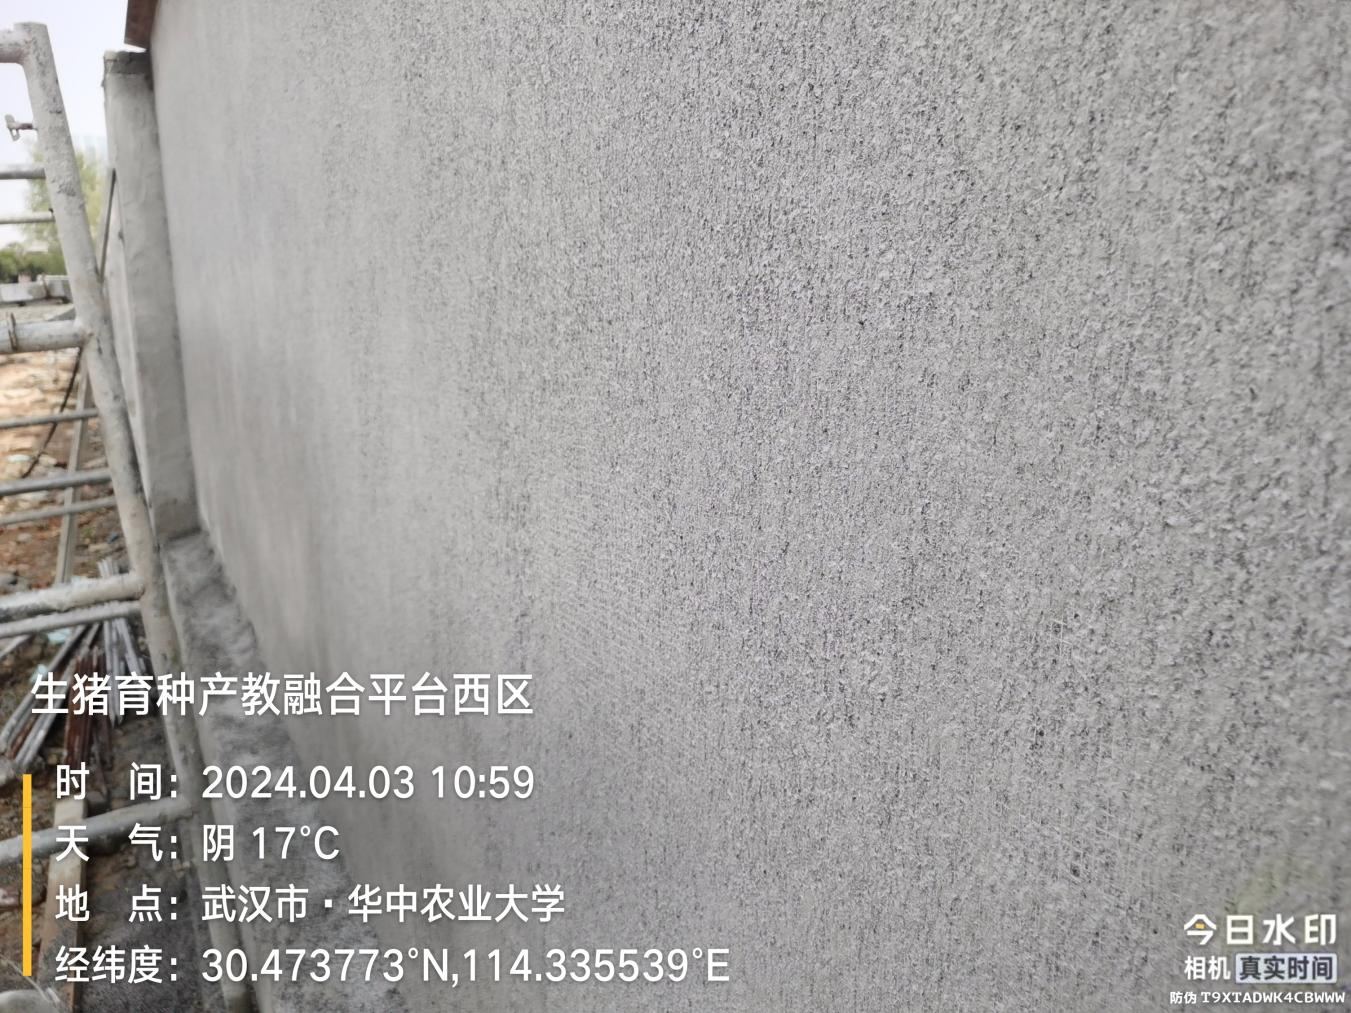 生猪育种产教融合平台西区
时　间：2024.04.03 10:59
天　气：阴 17℃
地　点：武汉市·华中农业大学
经纬度：30.473773°N,114.335539°E
今日水印
相机 真实时间
防伪 T9XTADWK4CBWWW